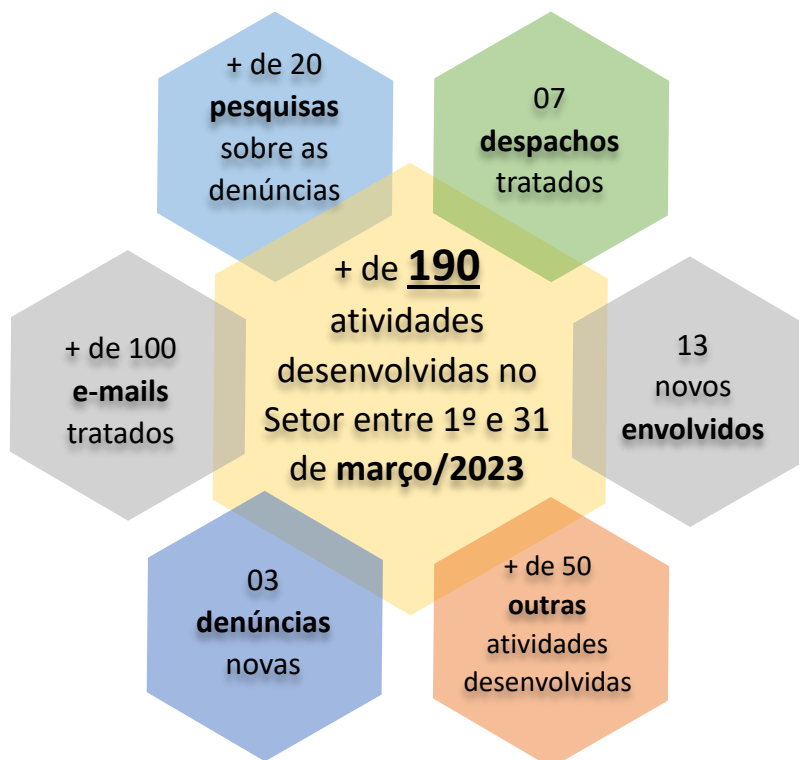 + de 20
pesquisas
sobre as
denúncias
07
despachos
tratados
+ de 190
atividades
desenvolvidas no
Setor entre 1º e 31
de março/2023
+ de 100
e-mails
tratados
13
novos
envolvidos
03
denúncias
novas
+ de 50
outras
atividades
desenvolvidas